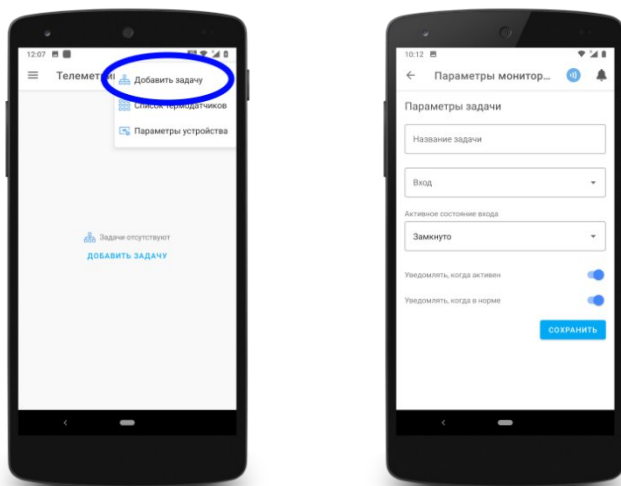 12:07
Телеметри
Добавить задачу
Список термодатчиков
Параметры устройства
Задачи отсутствуют
ДОБАВИТЬ ЗАДАЧУ
10:12
Параметры монитор...
Параметры задачи
Название задачи
Вход
Активное состояние входа
Замкнуто
Уведомлять, когда активен
Уведомлять, когда в норме
СОХРАНИТЬ